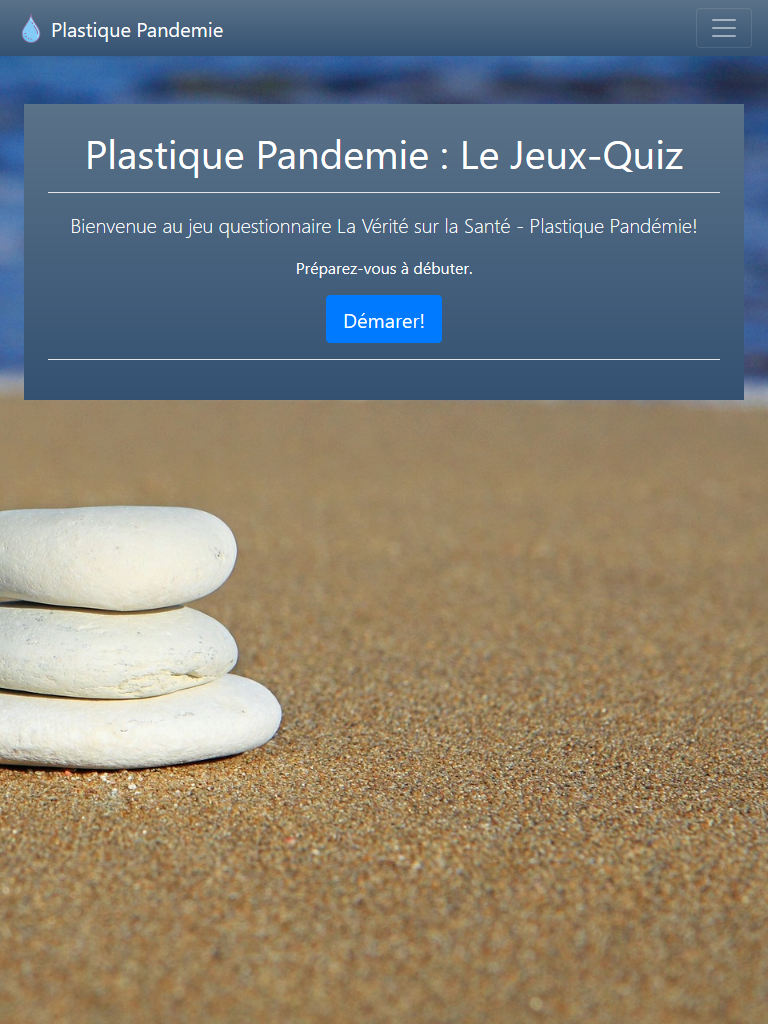 Plastique Pandemie
Plastique Pandemie : Le Jeux-Quiz
Bienvenue au jeu questionnaire La Vérité sur la Santé - Plastique Pandémie!
Préparez-vous à débuter.
Démarer!